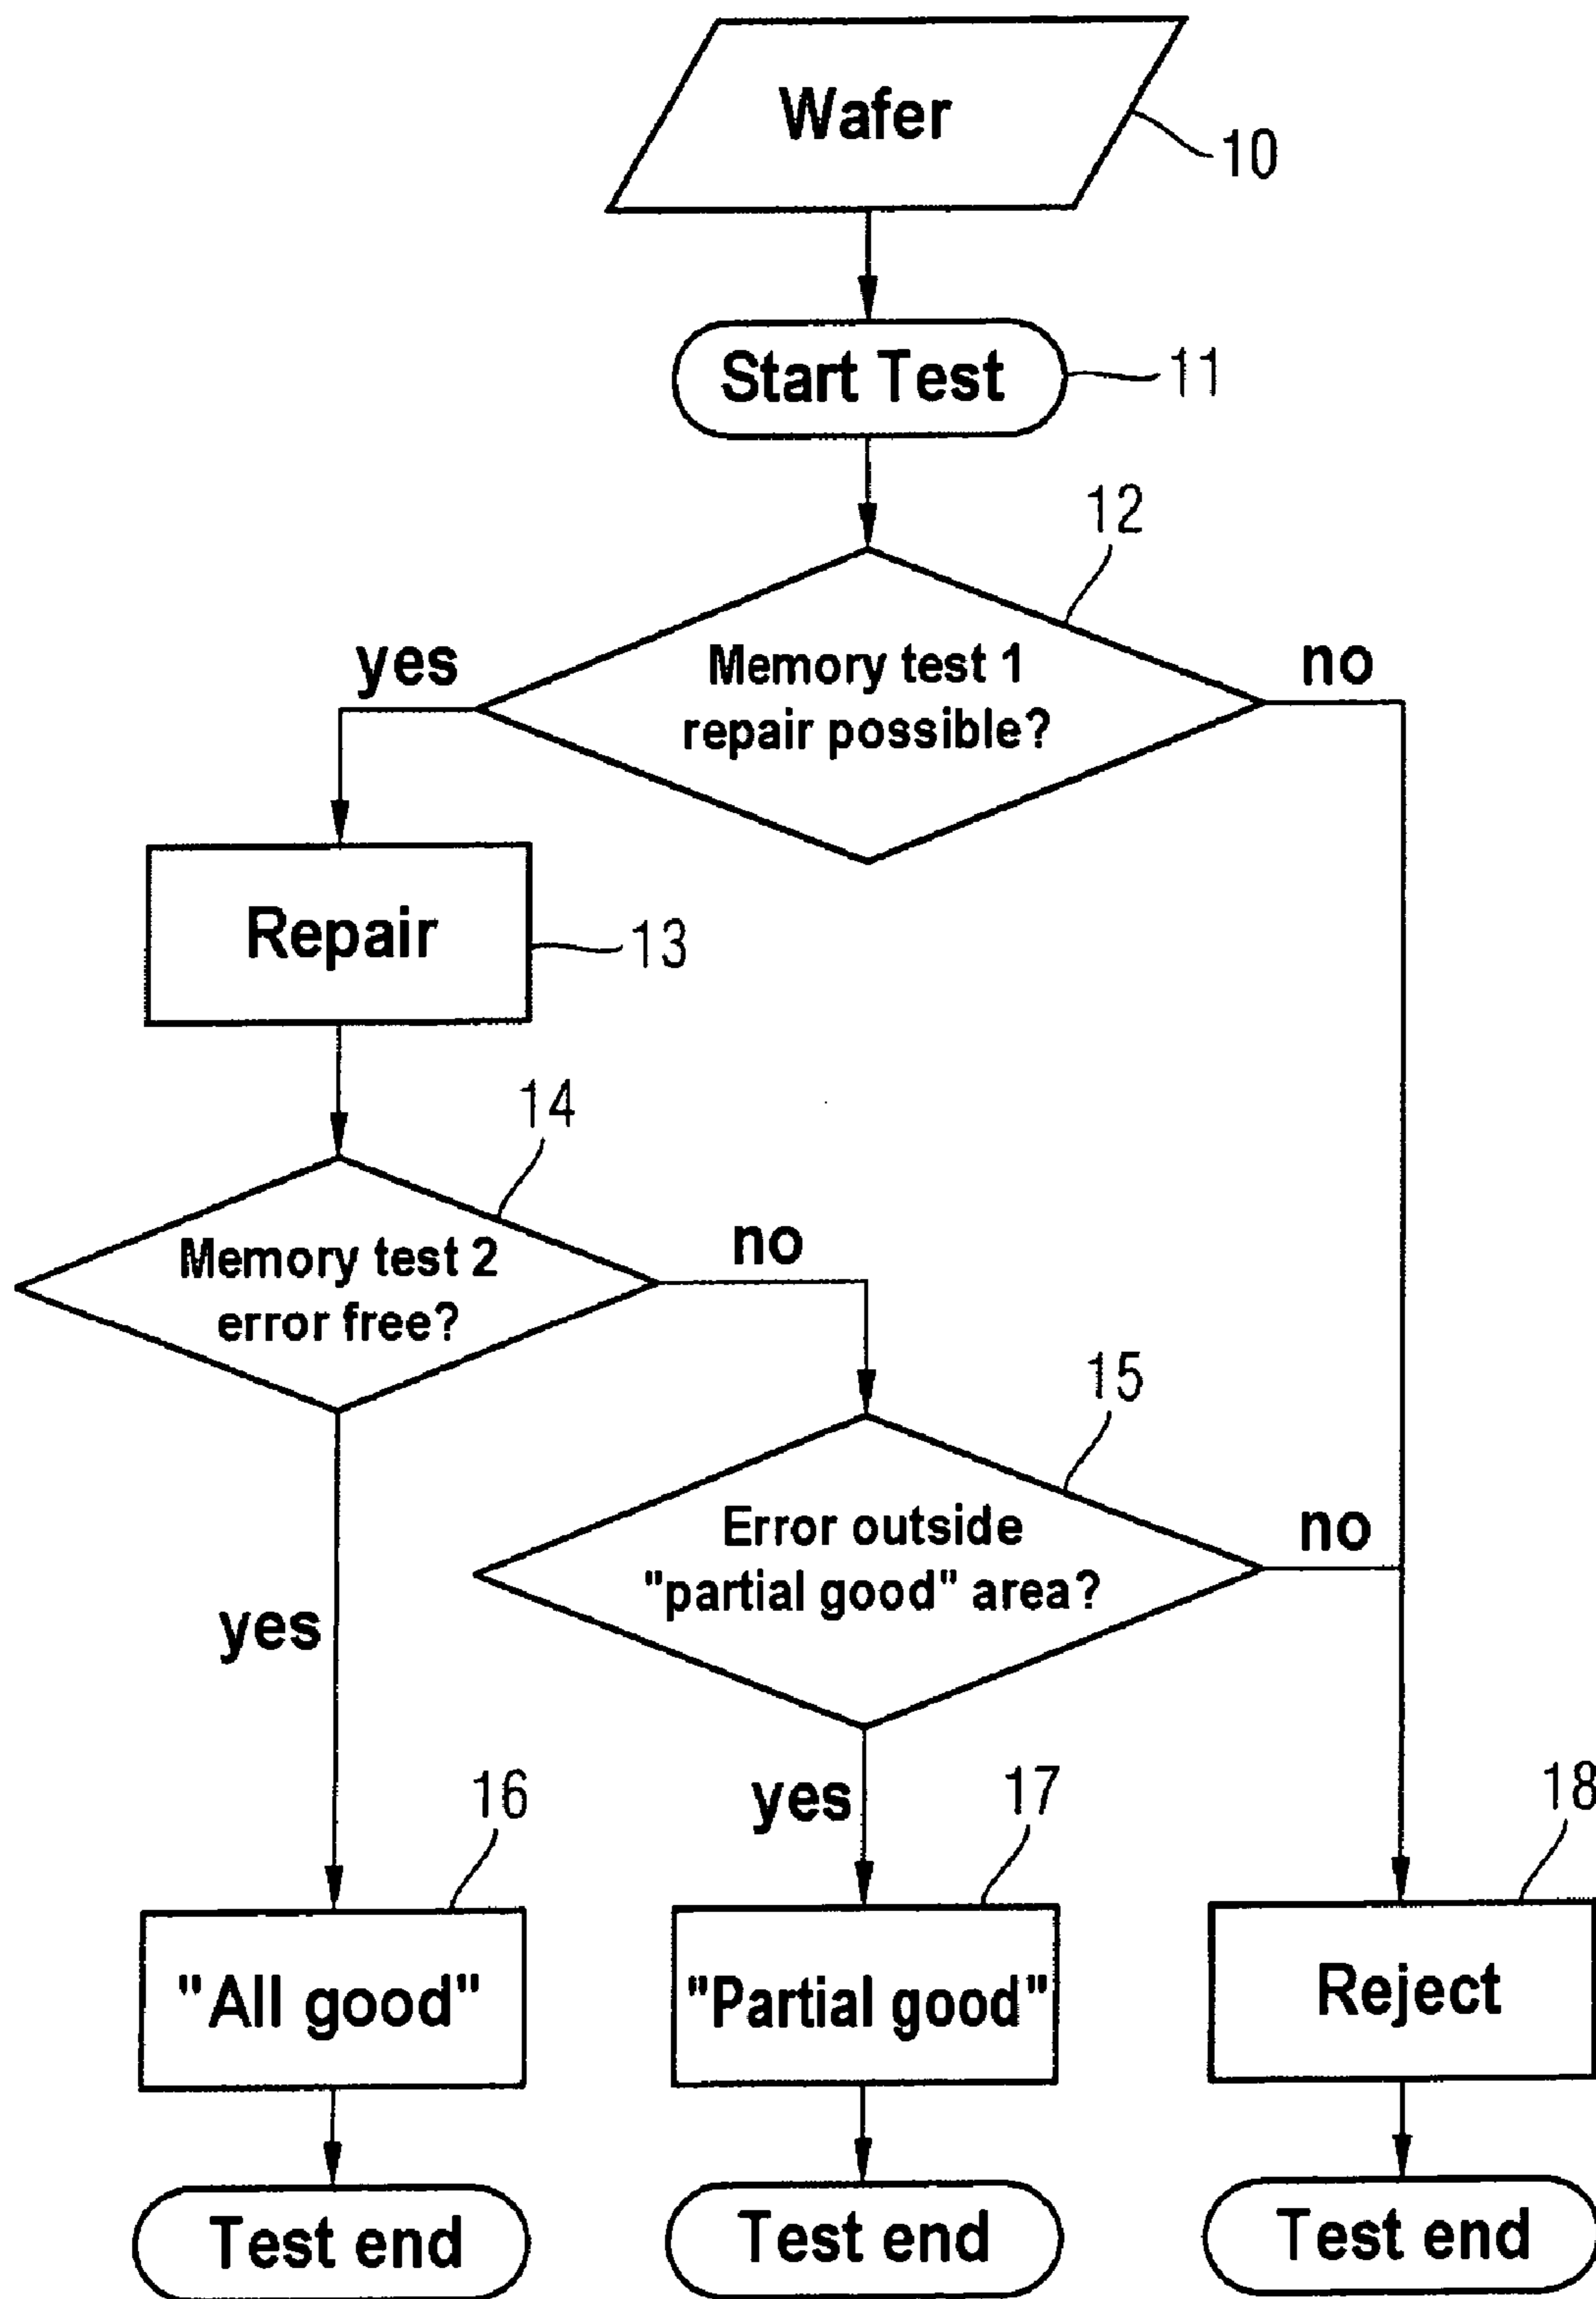 Wafer
10
Start Test
11
12
yes
Memory test 1
no
repair possible?
Repair
13
14
Memory test 2
no
error free?
15
Error outside
no
"partial good" area?
yes
yes
16
17
18
"All good"
"Partial good"
Reject
Test end
Test end
Test end